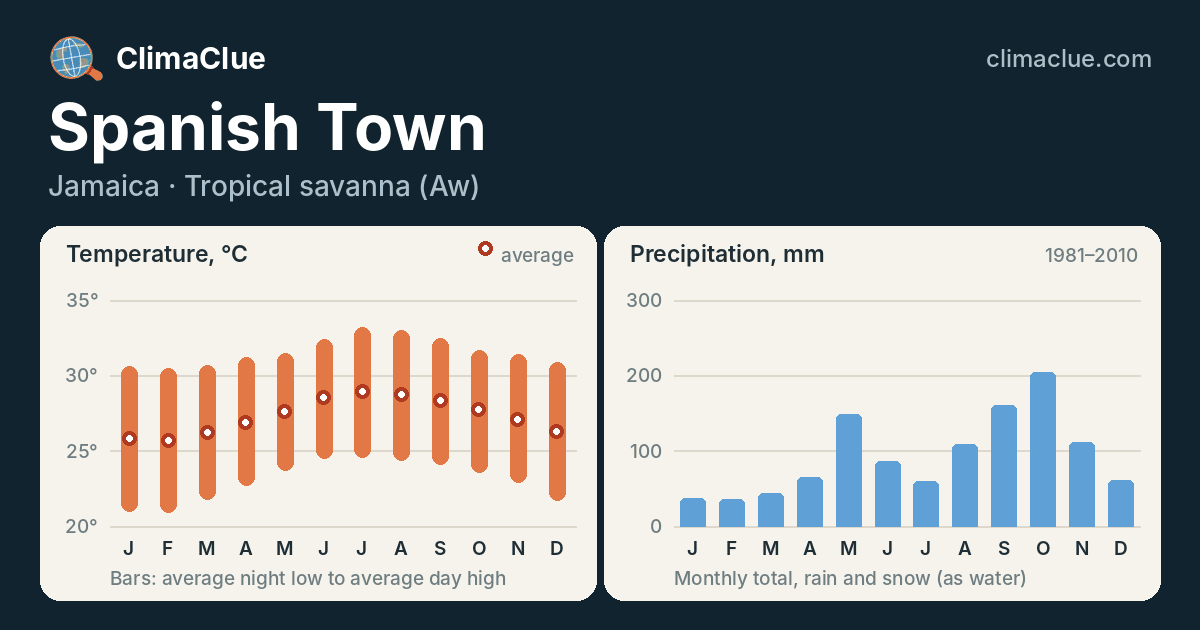 ClimaClue
climaclue.com
Spanish Town
Jamaica · Tropical savanna (Aw)
Temperature, °C
average
35°
30°
25°
20°
J F M A M J J A S O N D
Bars: average night low to average day high
Precipitation, mm
1981–2010
300
200
100
0
J F M A M J J A S O N D
Monthly total, rain and snow (as water)